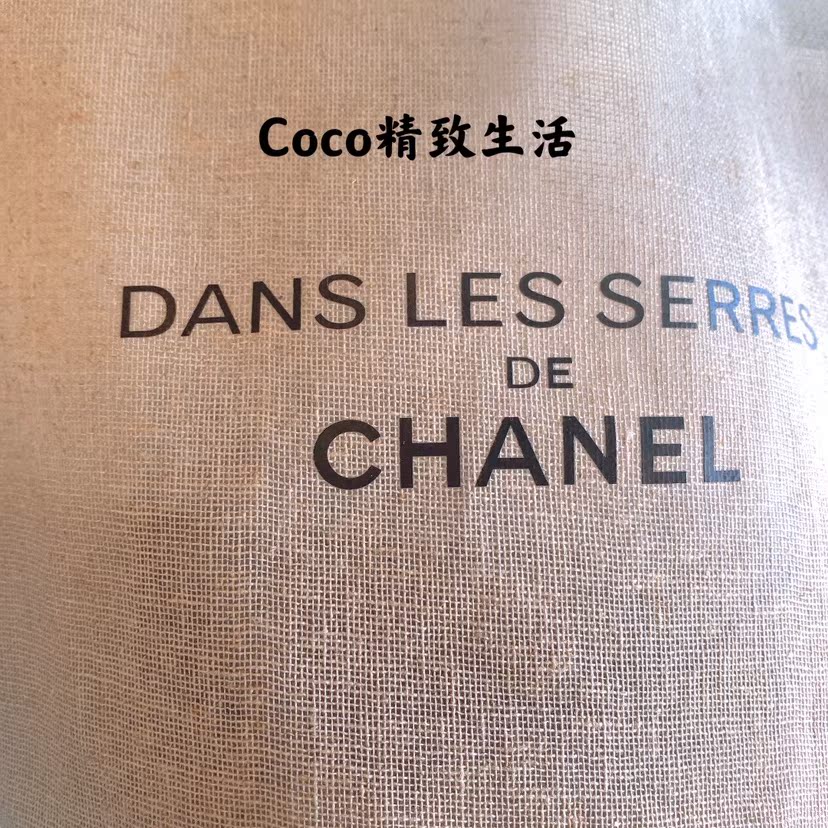 Coco精致生活
DANS LES SERRES
DE
CHANEL